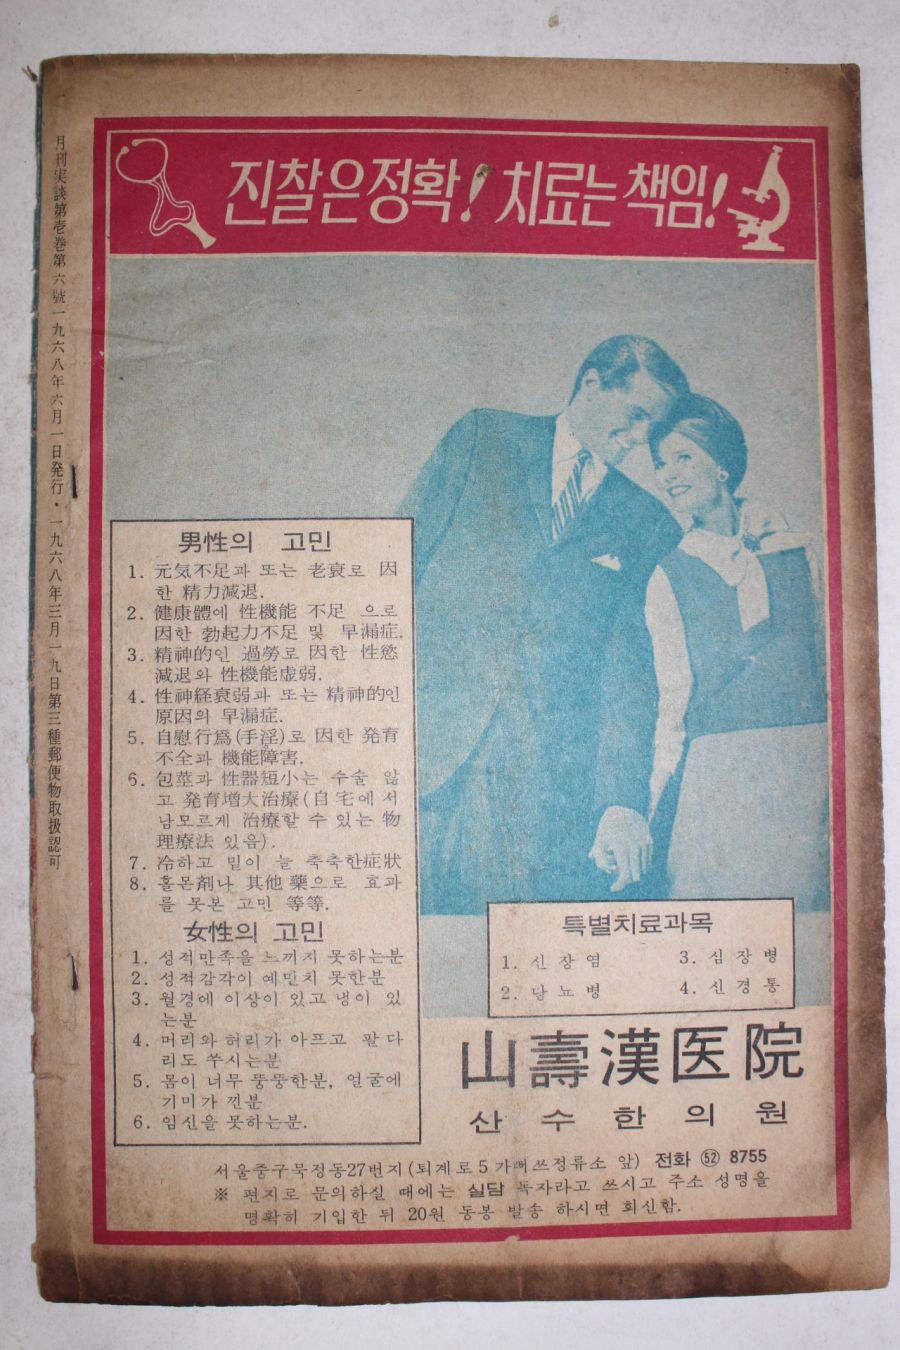 진찰은정확! 치료는책임!
月刊実談第壱巻第六號一九六八年六月一日発行·一九六八年三月一九日第三種郵便物取扱認可
男性의 고민
1. 元気不足과 또는 老衰로 因
한 精力減退.
2. 健康體에 性機能 不足 으로
因한 勃起力不足 및 早漏症.
3. 精神的인 過勞로 因한 性慾
減退와 性機能虛弱.
4. 性神経衰弱과 또는 精神的인
原因의 早漏症.
5. 自慰行爲(手淫)로 因한 発育
不全과 機能障害.
6. 包莖과 性器短小는 수술 않
고 発育增大治療(自宅에서
남모르게 治療할 수 있는 物
理療法 있음).
7. 冷하고 밑이 늘 축축한症狀
8. 홀몬剤나 其他 藥으로 효과
를 못본 고민 等等.
女性의 고민
1. 성적만족을 느끼지 못하는분
2. 성적감각이 예민치 못한분
3. 월경에 이상이 있고 냉이 있
는분
4. 머리와 허리가 아프고 팔 다
리도 쑤시는분
5. 몸이 너무 뚱뚱한분, 얼굴에
기미가 낀분
6. 임신을 못하는분.
특별치료과목
1. 신장염 3. 심장병
2. 당뇨병 4. 신경통
山壽漢医院
산수한의원
서울중구묵정동27번지(퇴계로5가뻐쓰정류소 앞) 전화 52 8755
※ 편지로 문의하실 때에는 실담 독자라고 쓰시고 주소 성명을
명확히 기입한 뒤 20원 동봉 발송 하시면 회신함.